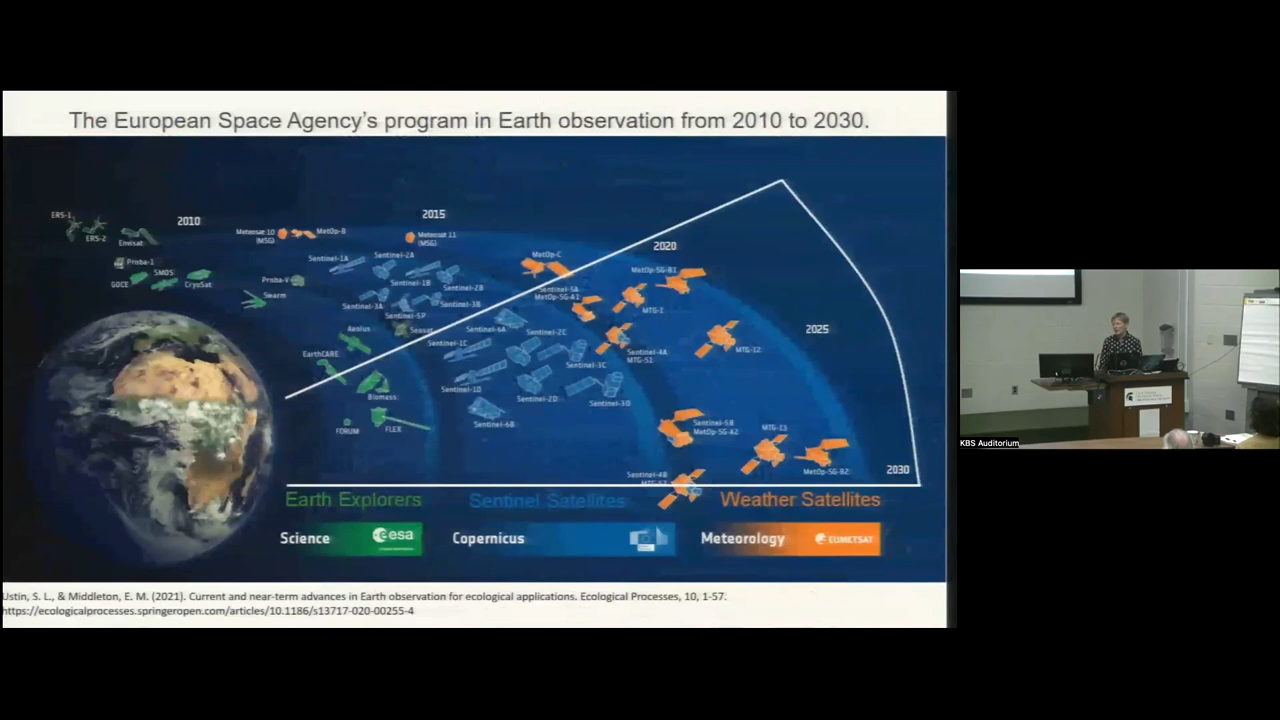 The European Space Agency's program in Earth observation from 2010 to 2030.
ERS-1
ERS-2
Envisat
2010
Proba-1
GOCE
SMOS
CryoSat
Meteosat 10
(MSG)
MetOp-B
Proba-V
Swarm
2015
Meteosat 11
(MSG)
Sentinel-1A
Sentinel-2A
Sentinel-1B
Sentinel-2B
Sentinel-3A
Sentinel-3B
Sentinel-5P
Seosat
Aeolus
EarthCARE
Biomass
FORUM
FLEX
MetOp-C
Sentinel-6A
Sentinel-1C
Sentinel-2C
Sentinel-3C
Sentinel-1D
Sentinel-2D
Sentinel-3D
Sentinel-6B
2020
Sentinel-5A
MetOp-SG-A1
MetOp-SG-B1
MTG-I
Sentinel-4A
MTG-S1
MTG-I2
2025
Sentinel-5B
MetOp-SG-A2
MTG-I3
MetOp-SG-B2
Sentinel-4B
MTG-S2
2030
Earth Explorers
Sentinel Satellites
Weather Satellites
Science
esa
Copernicus
Meteorology
EUMETSAT
Ustin, S. L., & Middleton, E. M. (2021). Current and near-term advances in Earth observation for ecological applications. Ecological Processes, 10, 1-57.
https://ecologicalprocesses.springeropen.com/articles/10.1186/s13717-020-00255-4
KBS Auditorium